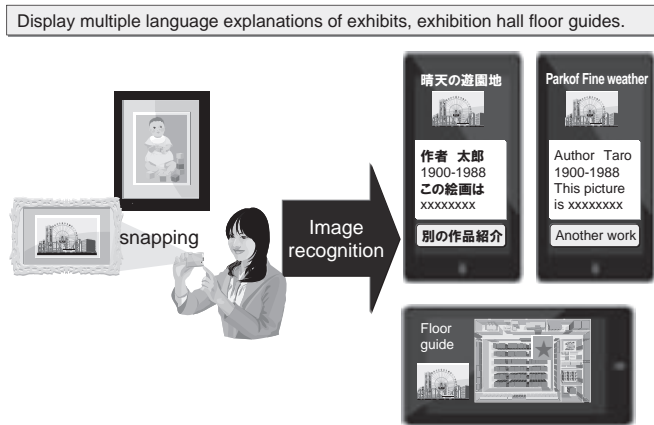 Display multiple language explanations of exhibits, exhibition hall floor guides.
snapping
Image
recognition
晴天の遊園地
作者 太郎
1900-1988
この絵画は
xxxxxxxx
別の作品紹介
Parkof Fine weather
Author Taro
1900-1988
This picture
is xxxxxxxx
Another work
Floor
guide